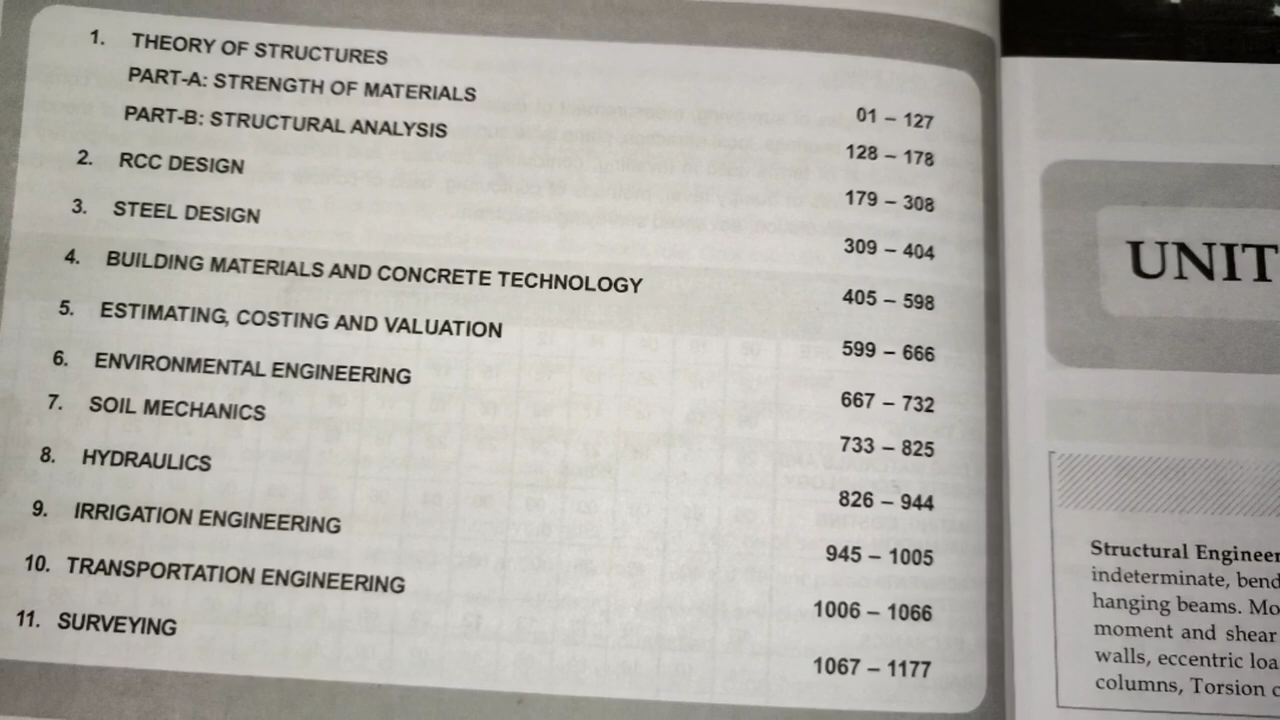 1. THEORY OF STRUCTURES
PART-A: STRENGTH OF MATERIALS 01 – 127
PART-B: STRUCTURAL ANALYSIS 128 – 178
2. RCC DESIGN 179 – 308
3. STEEL DESIGN 309 – 404
4. BUILDING MATERIALS AND CONCRETE TECHNOLOGY 405 – 598
5. ESTIMATING, COSTING AND VALUATION 599 – 666
6. ENVIRONMENTAL ENGINEERING 667 – 732
7. SOIL MECHANICS 733 – 825
8. HYDRAULICS 826 – 944
9. IRRIGATION ENGINEERING 945 – 1005
10. TRANSPORTATION ENGINEERING 1006 – 1066
11. SURVEYING 1067 – 1177
UNIT
Structural Engineer
indeterminate, bend
hanging beams. Mo
moment and shear
walls, eccentric loa
columns, Torsion c